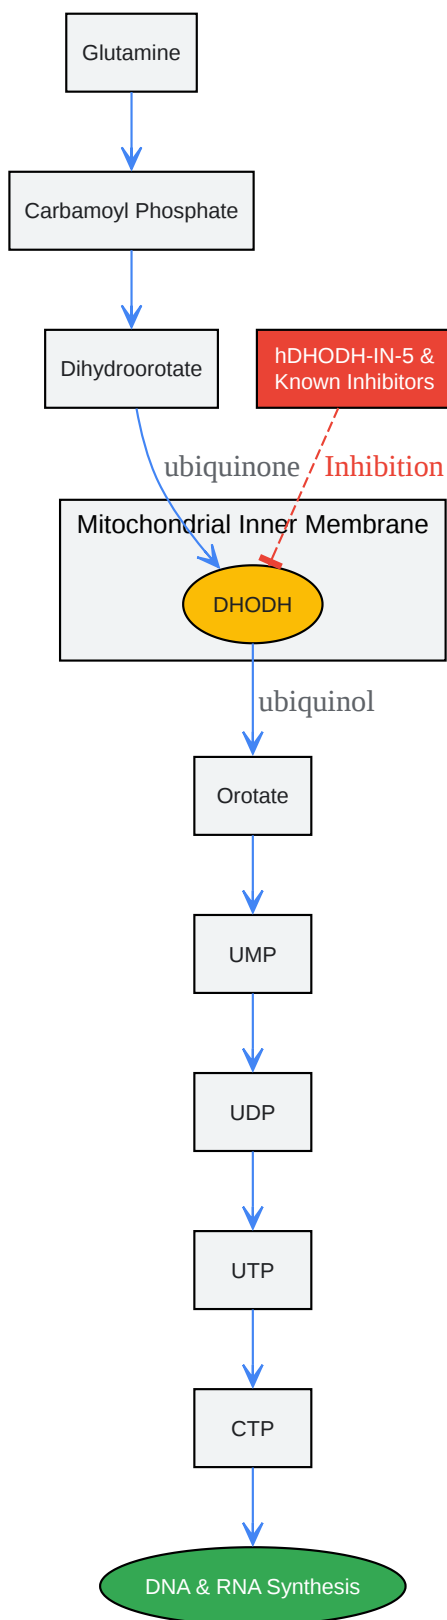 Glutamine
Carbamoyl Phosphate
Dihydroorotate
hDHODH-IN-5 &
Known Inhibitors
ubiquinone
Inhibition
Mitochondrial Inner Membrane
DHODH
ubiquinol
Orotate
UMP
UDP
UTP
CTP
DNA & RNA Synthesis